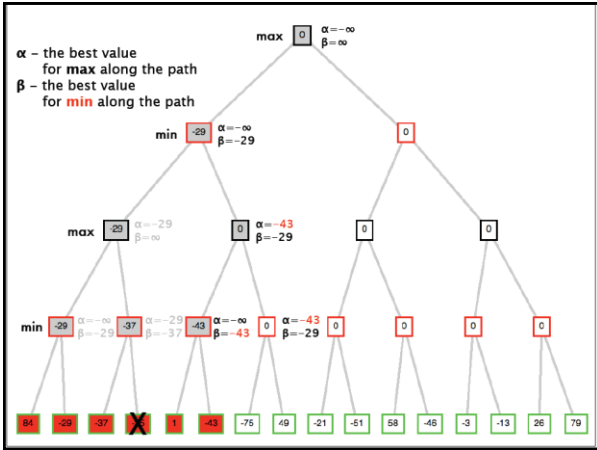 max 0 α=-∞
β=∞
α – the best value
for max along the path
β – the best value
for min along the path
min -29 α=-∞
β=-29
0
max -29 α=-29
β=∞
0 α=-43
β=-29
0
0
min -29 α=-∞
β=-29
-37 α=-29
β=-37
-43 α=-∞
β=-43
0 α=-43
β=-29
0
0
0
0
84 -29 -37 X 1 -43 -75 49 -21 -51 58 -46 -3 -13 26 79